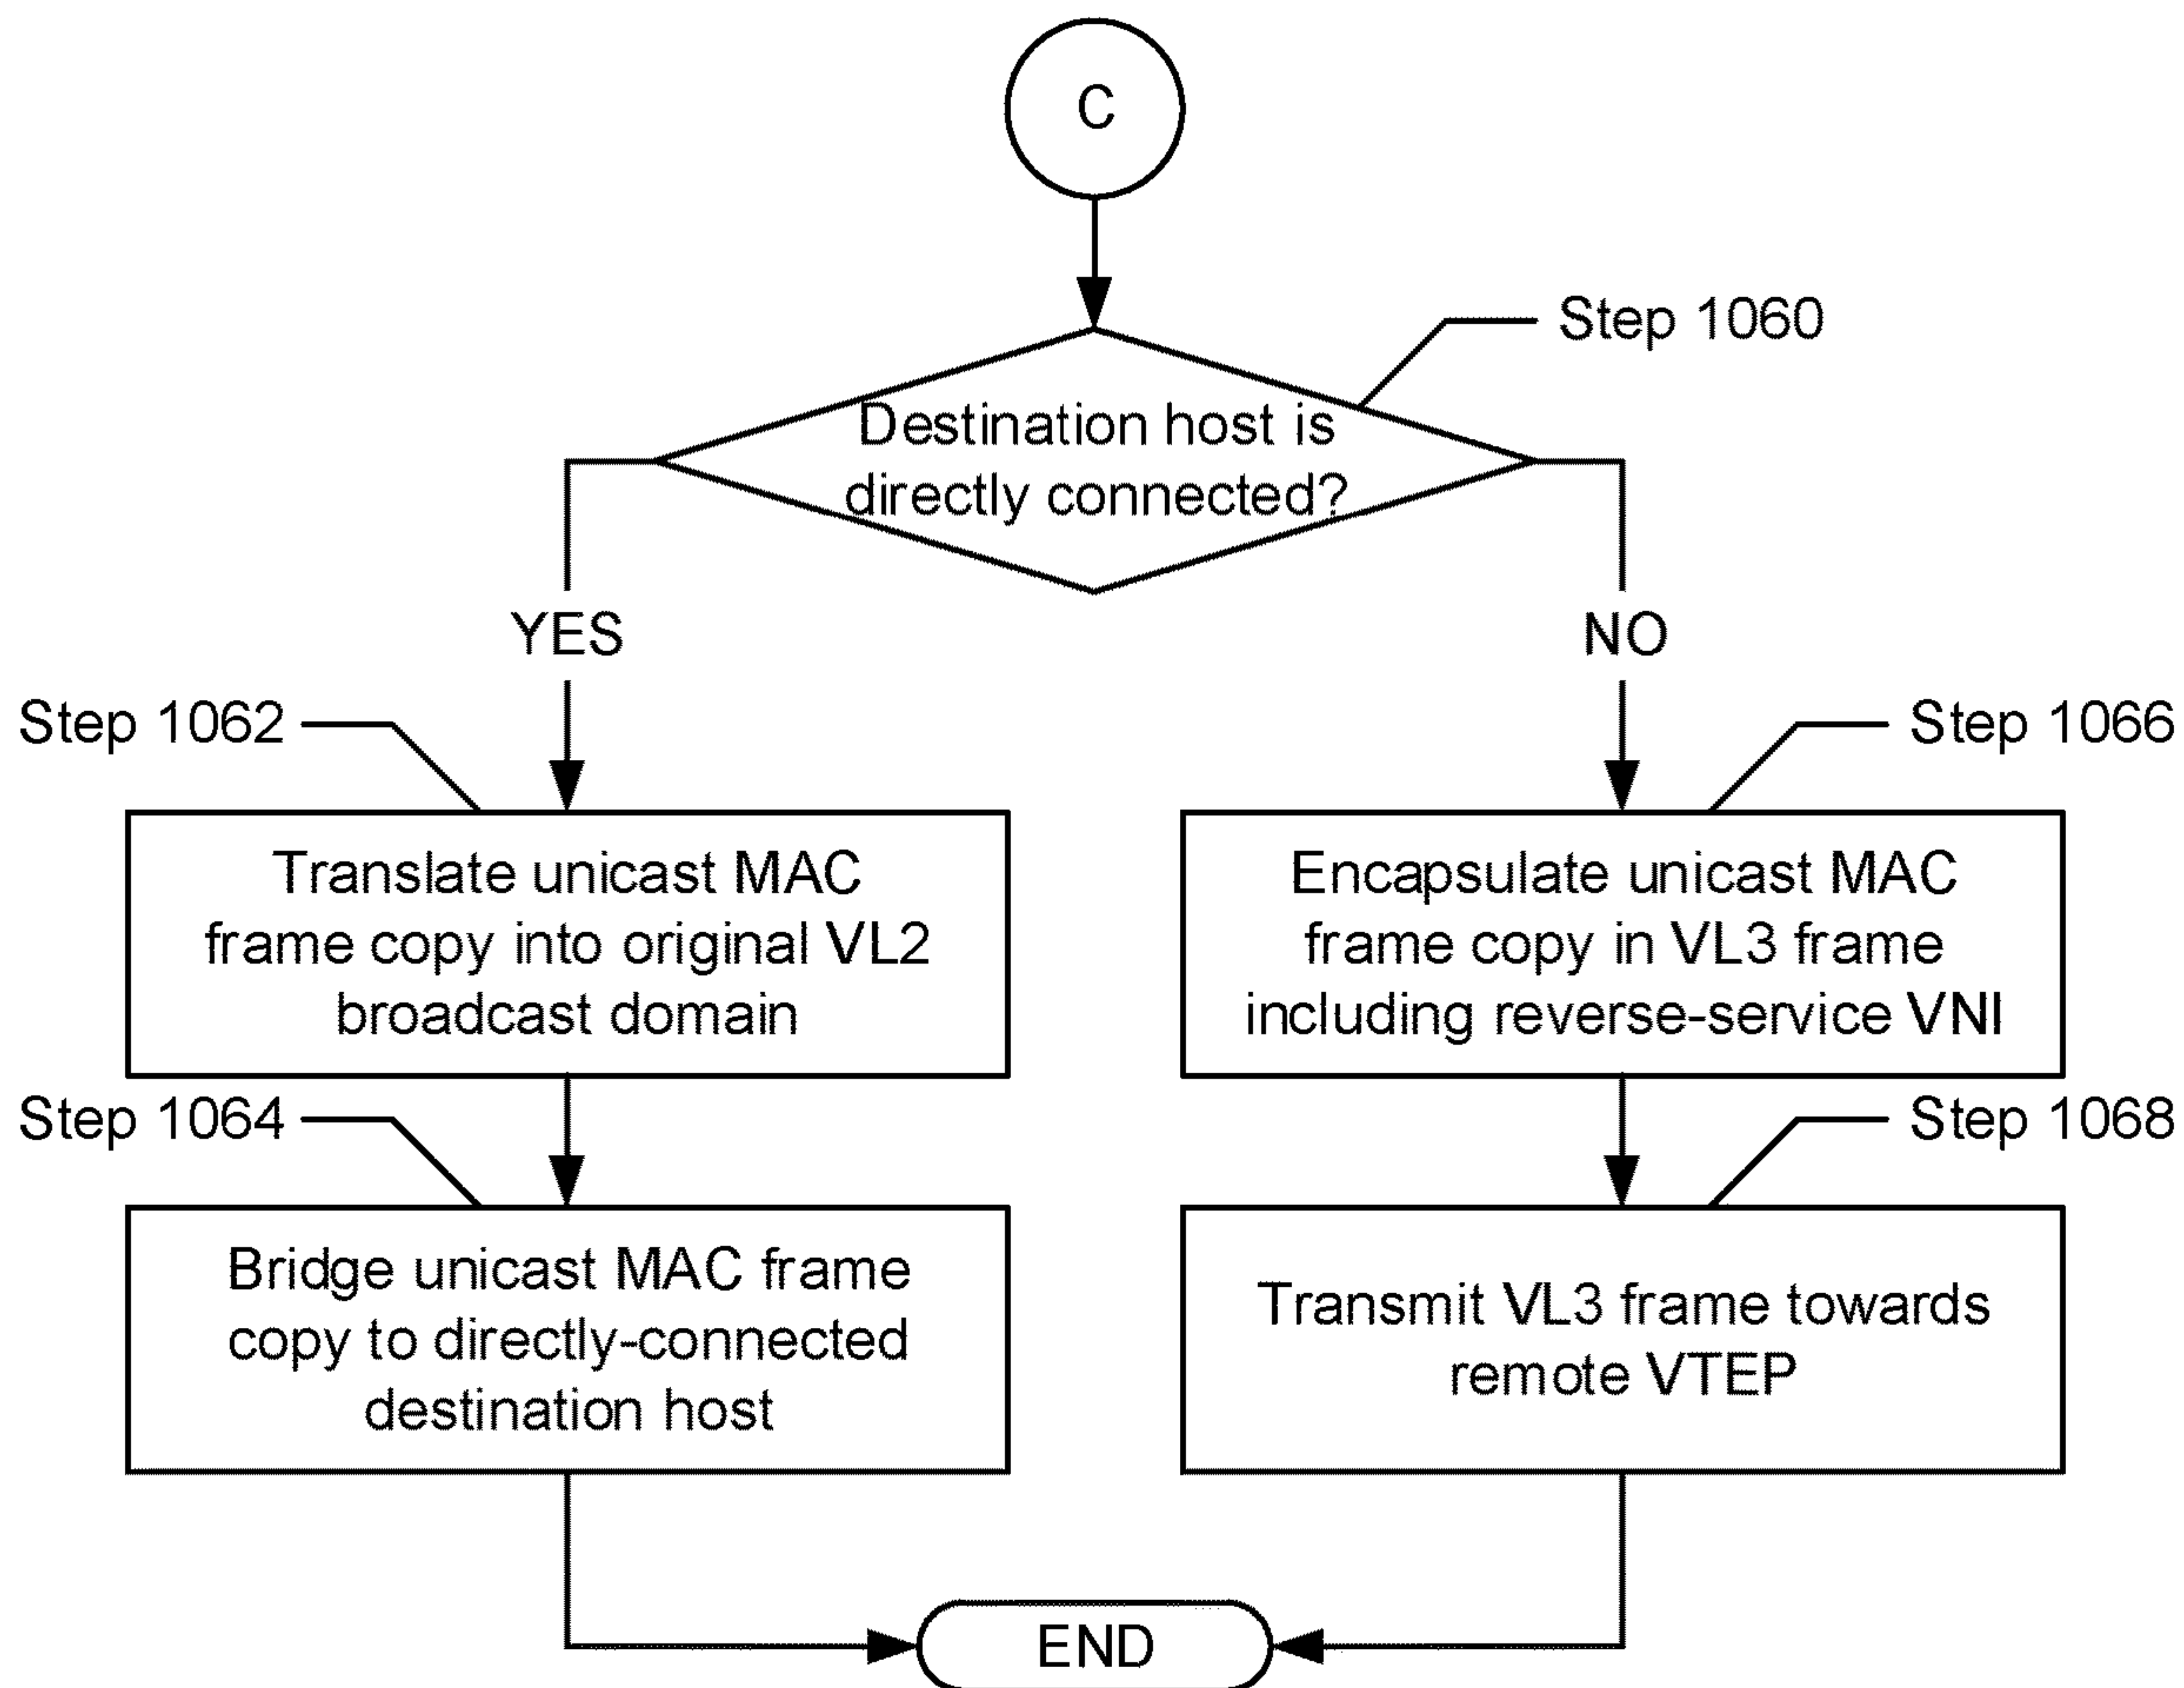 C
Step 1060
Destination host is
directly connected?
YES
NO
Step 1062
Step 1066
Translate unicast MAC
frame copy into original VL2
broadcast domain
Encapsulate unicast MAC
frame copy in VL3 frame
including reverse-service VNI
Step 1064
Step 1068
Bridge unicast MAC frame
copy to directly-connected
destination host
Transmit VL3 frame towards
remote VTEP
END